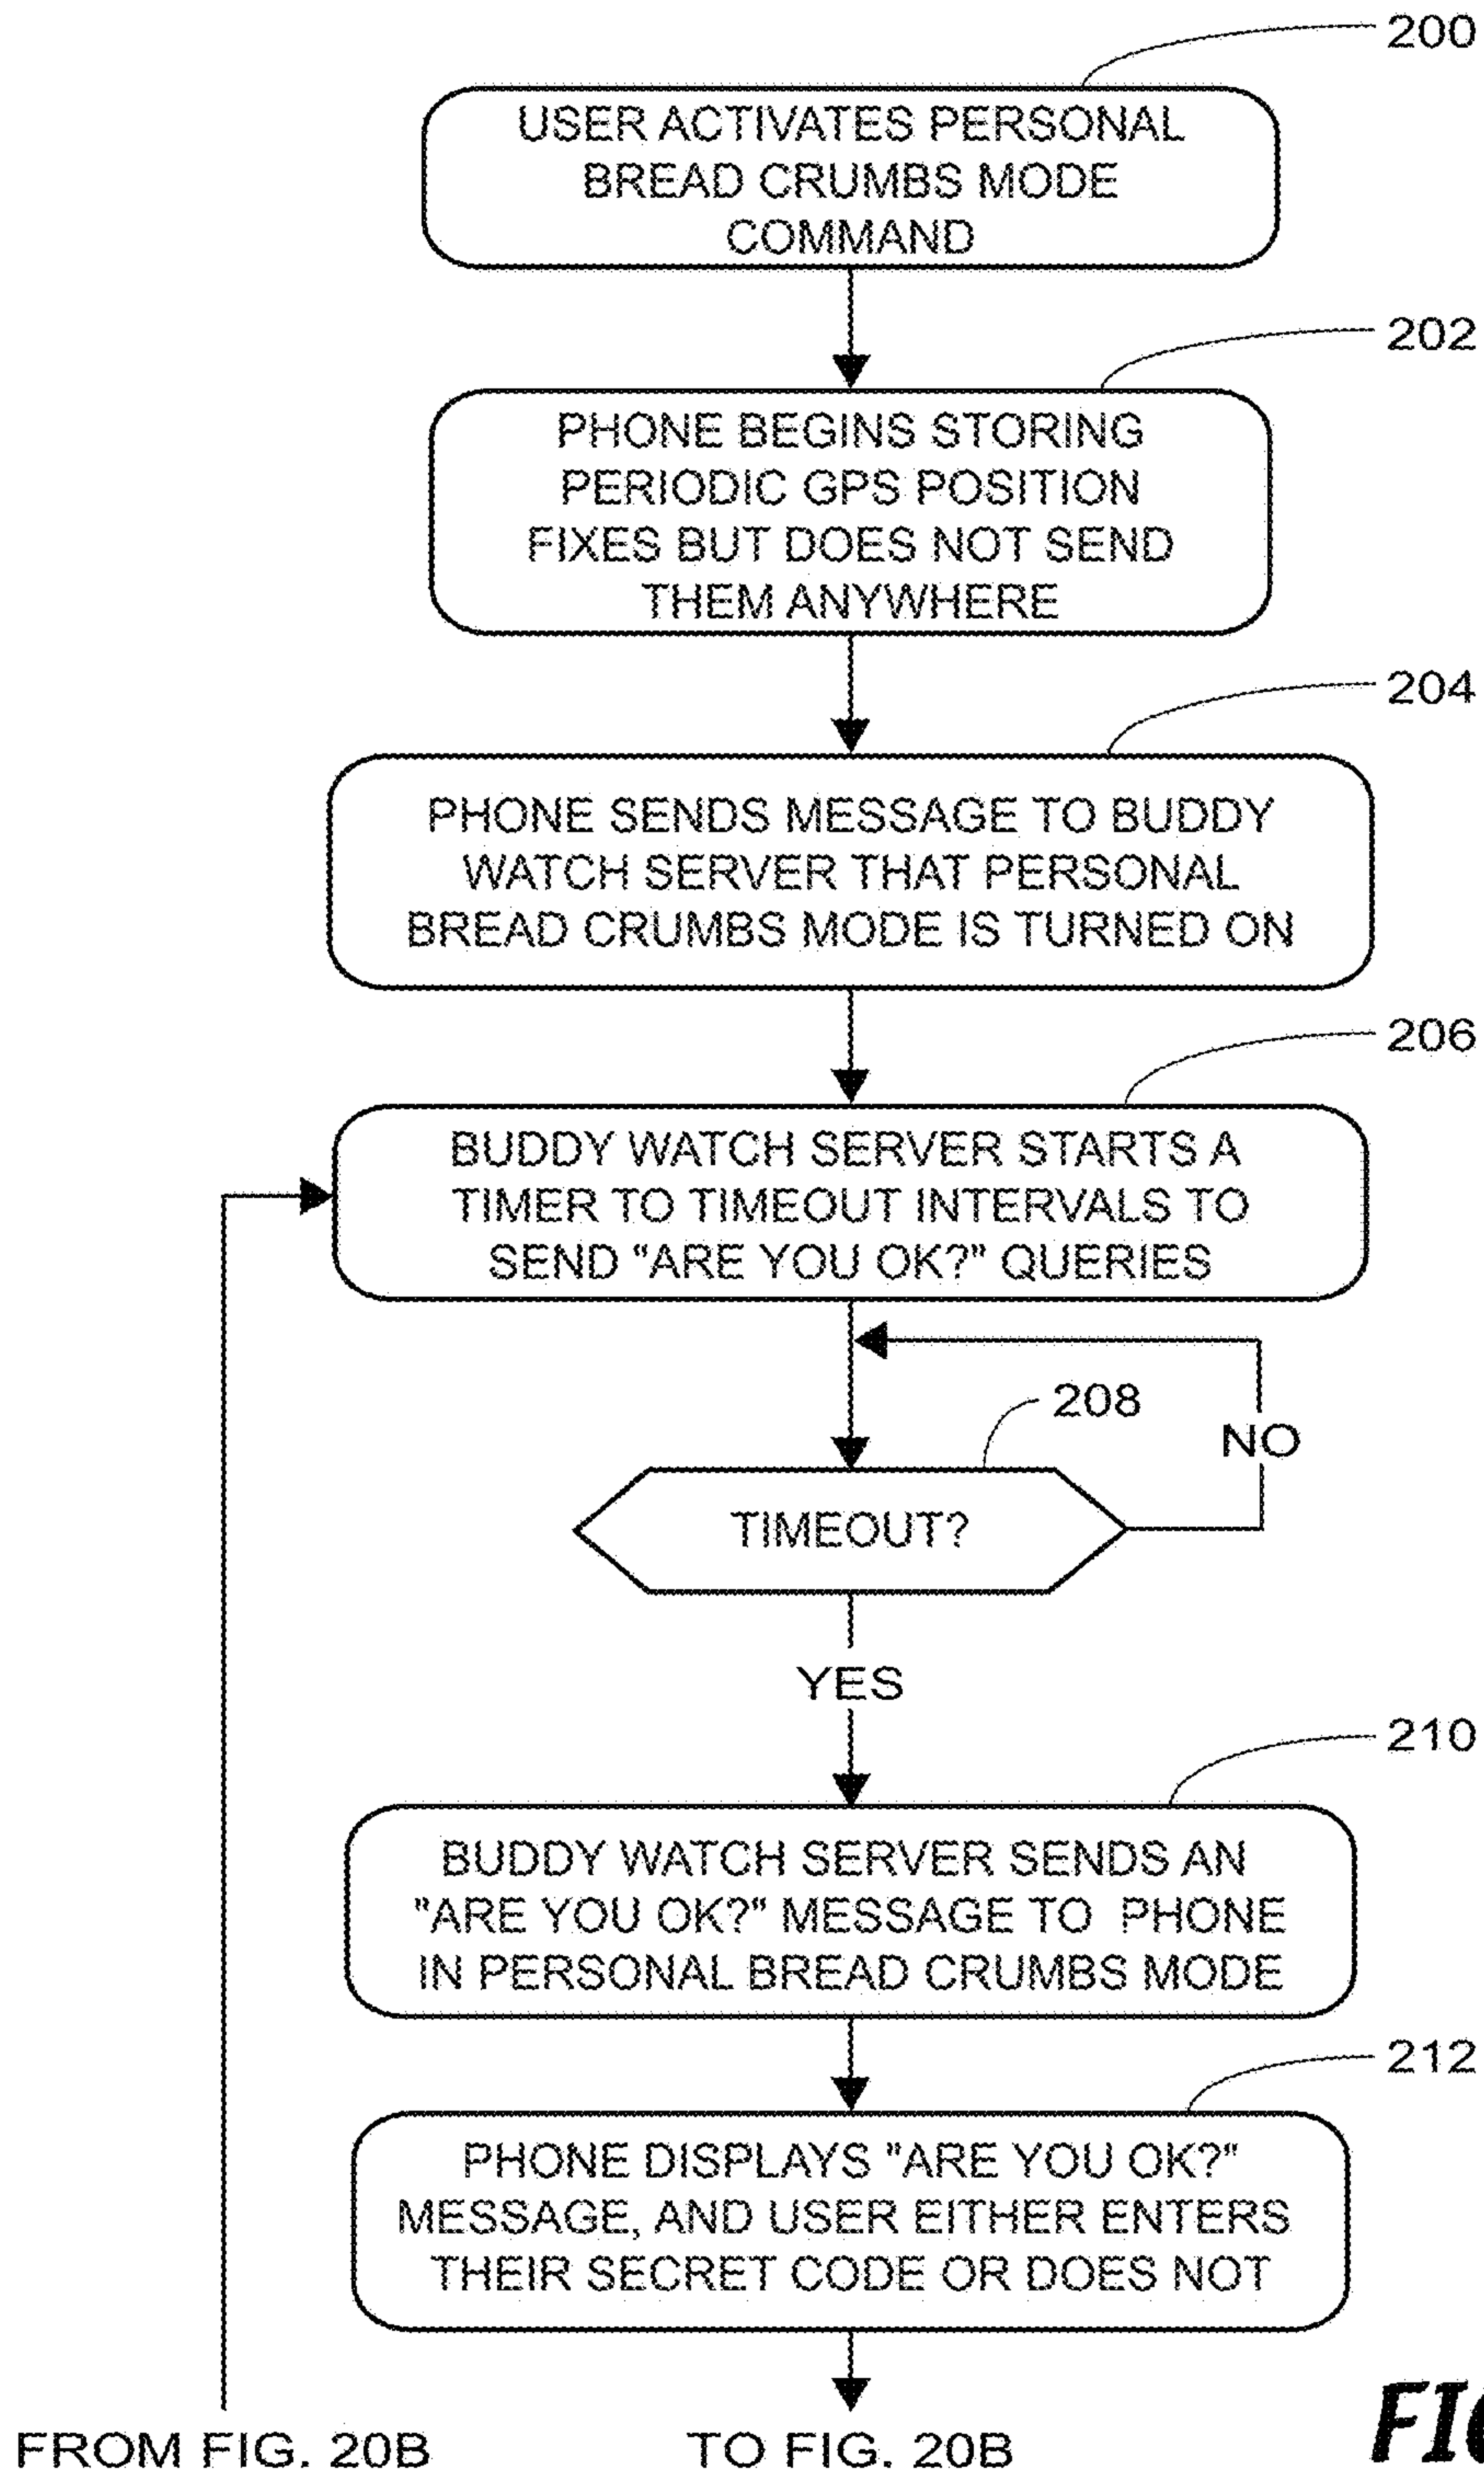 200
USER ACTIVATES PERSONAL
BREAD CRUMBS MODE
COMMAND
202
PHONE BEGINS STORING
PERIODIC GPS POSITION
FIXES BUT DOES NOT SEND
THEM ANYWHERE
204
PHONE SENDS MESSAGE TO BUDDY
WATCH SERVER THAT PERSONAL
BREAD CRUMBS MODE IS TURNED ON
206
BUDDY WATCH SERVER STARTS A
TIMER TO TIMEOUT INTERVALS TO
SEND "ARE YOU OK?" QUERIES
208
NO
TIMEOUT?
YES
210
BUDDY WATCH SERVER SENDS AN
"ARE YOU OK?" MESSAGE TO PHONE
IN PERSONAL BREAD CRUMBS MODE
212
PHONE DISPLAYS "ARE YOU OK?"
MESSAGE, AND USER EITHER ENTERS
THEIR SECRET CODE OR DOES NOT
FROM FIG. 20B
TO FIG. 20B